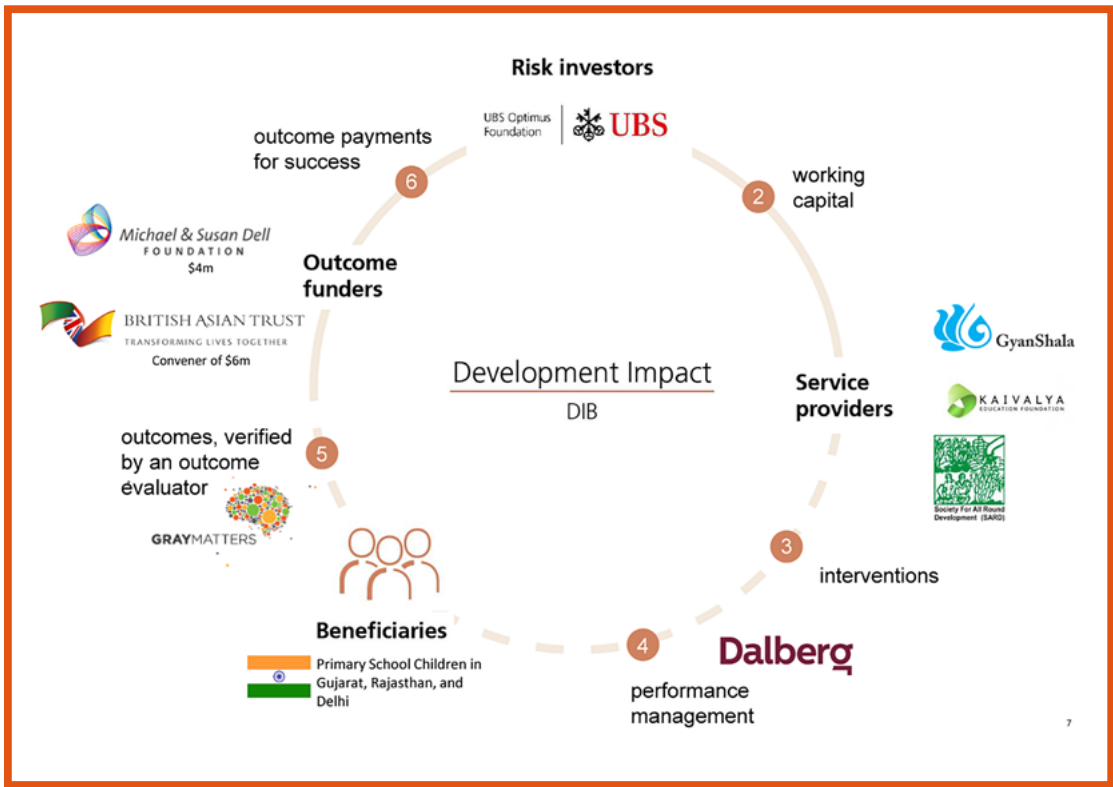 Risk investors
UBS Optimus
Foundation
UBS
outcome payments
for success
6
2
working
capital
Michael & Susan Dell
FOUNDATION
$4m
Outcome
funders
BRITISH ASIAN TRUST
TRANSFORMING LIVES TOGETHER
Convener of $6m
GyanShala
Development Impact
DIB
Service
providers
KAIVALYA
EDUCATION FOUNDATION
outcomes, verified
by an outcome
evaluator
5
GRAYMATTERS
Society For All Round
Development (SARD)
3
interventions
Beneficiaries
Primary School Children in
Gujarat, Rajasthan, and
Delhi
4
Dalberg
performance
management
7